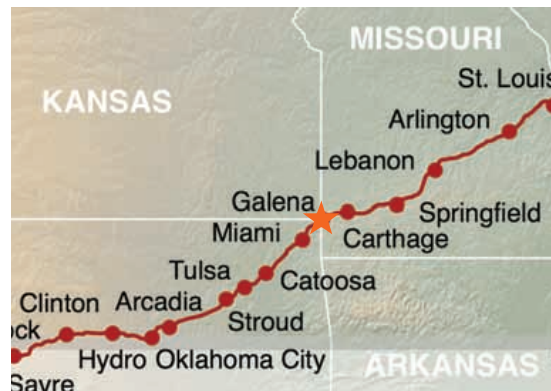 MISSOURI
St. Louis
KANSAS
Arlington
Lebanon
Galena
Springfield
Miami
Carthage
Tulsa
Catoosa
Clinton
Arcadia
Stroud
ock
Hydro Oklahoma City
ARKANSAS
Sayre